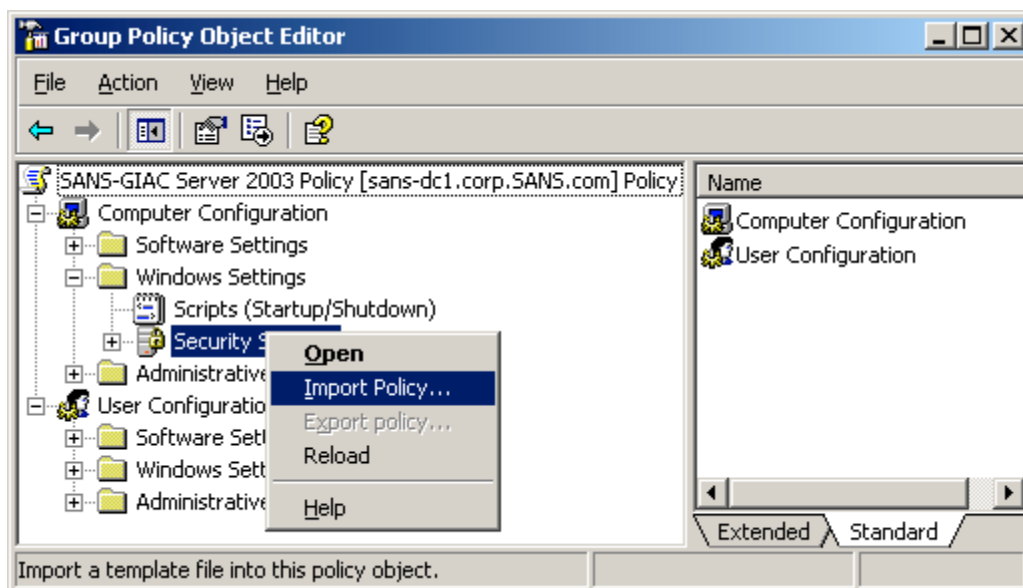 Group Policy Object Editor
File Action View Help
SANS-GIAC Server 2003 Policy [sans-dc1.corp.SANS.com] Policy
Computer Configuration
Software Settings
Windows Settings
Scripts (Startup/Shutdown)
Security S
Administrative
User Configuratio
Software Sett
Windows Sett
Administrative
Open
Import Policy...
Export policy...
Reload
Help
Name
Computer Configuration
User Configuration
Extended Standard
Import a template file into this policy object.